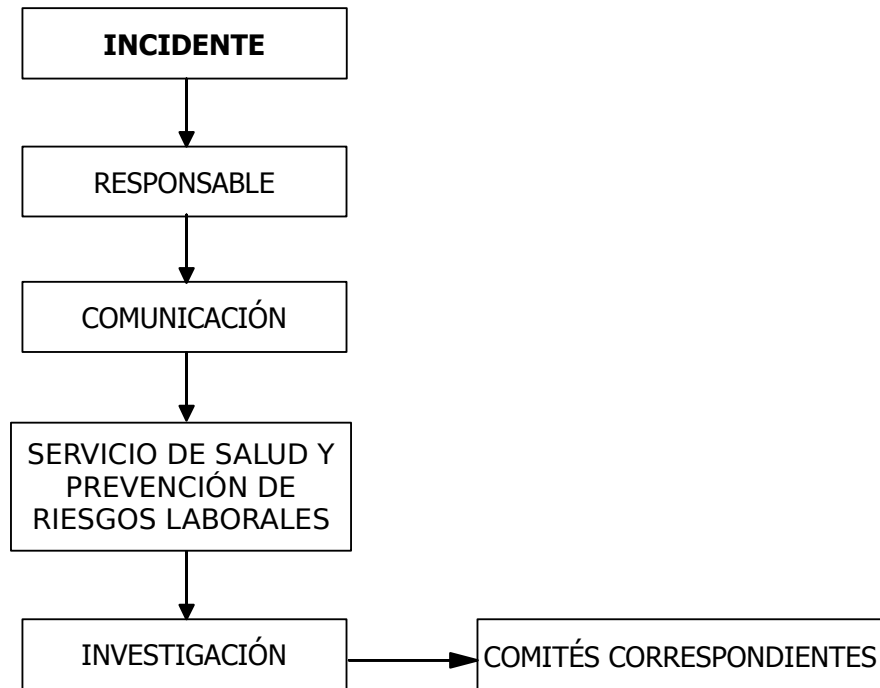 INCIDENTE
RESPONSABLE
COMUNICACIÓN
SERVICIO DE SALUD Y
PREVENCIÓN DE
RIESGOS LABORALES
INVESTIGACIÓN
COMITÉS CORRESPONDIENTES